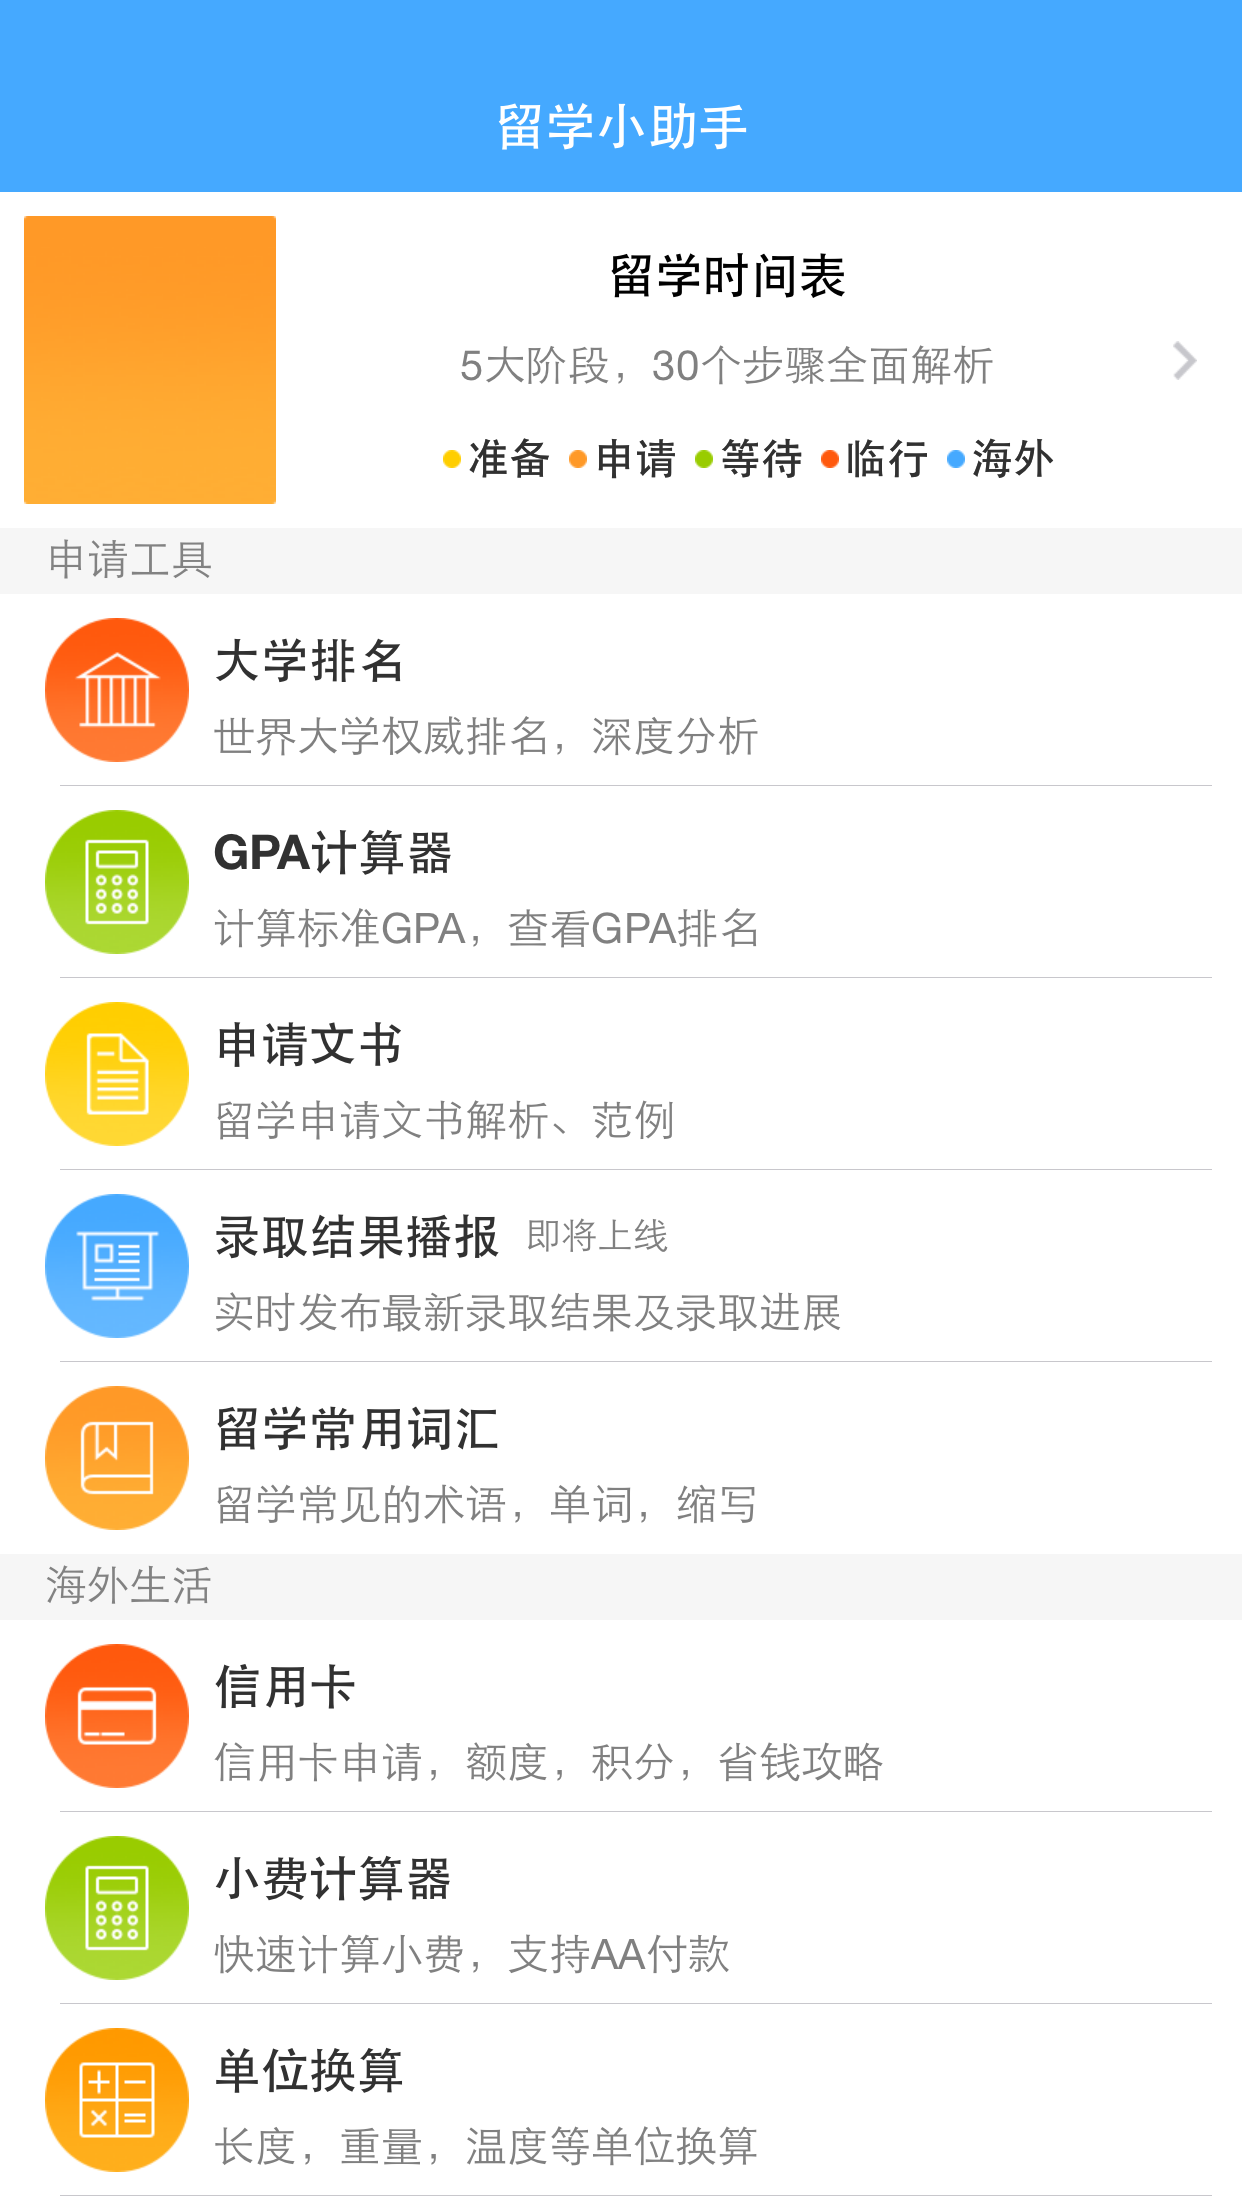 留学小助手
留学时间表
5大阶段，30个步骤全面解析
准备 申请 等待 临行 海外
申请工具
大学排名
世界大学权威排名，深度分析
GPA计算器
计算标准GPA，查看GPA排名
申请文书
留学申请文书解析、范例
录取结果播报 即将上线
实时发布最新录取结果及录取进展
留学常用词汇
留学常见的术语，单词，缩写
海外生活
信用卡
信用卡申请，额度，积分，省钱攻略
小费计算器
快速计算小费，支持AA付款
单位换算
长度，重量，温度等单位换算